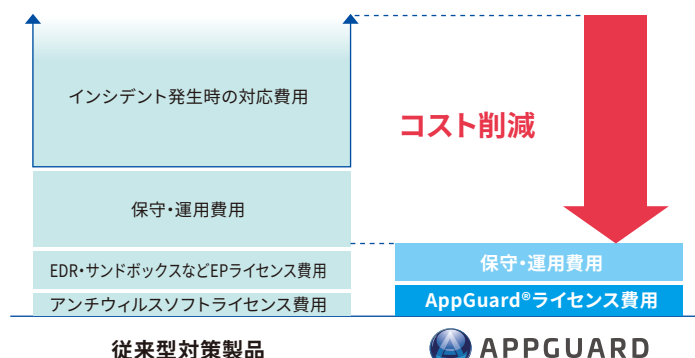 インシデント発生時の対応費用
コスト削減
保守・運用費用
EDR・サンドボックスなどEPライセンス費用
アンチウィルスソフトライセンス費用
保守・運用費用
AppGuard®ライセンス費用
従来型対策製品
APPGUARD